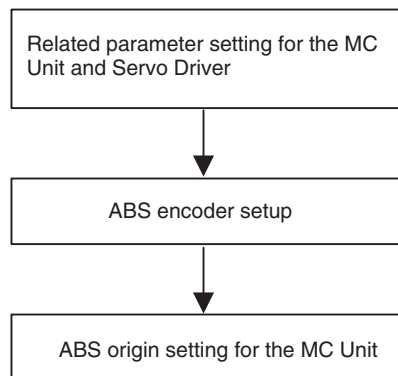 Related parameter setting for the MC
Unit and Servo Driver
ABS encoder setup
ABS origin setting for the MC Unit